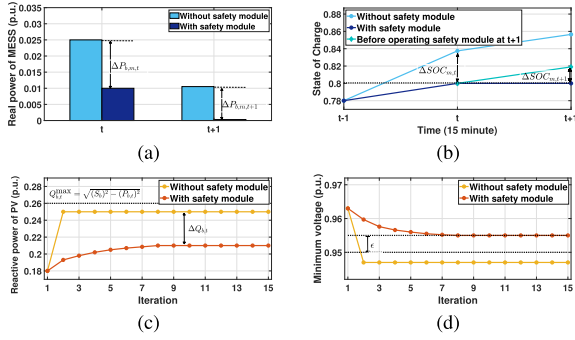 Real power of MESS (p.u.)
0.035
0.03
0.025
0.02
0.015
0.01
0.005
0
Without safety module
With safety module
ΔP_{b,m,t}
ΔP_{b,m,t+1}
t
t+1
(a)
State of Charge
0.88
0.86
0.84
0.82
0.8
0.78
Without safety module
With safety module
Before operating safety module at t+1
ΔSOC_{m,t}
ΔSOC_{m,t+1}
t-1
t
t+1
Time (15 minute)
(b)
Reactive power of PV (p.u.)
0.28
0.26
0.24
0.22
0.2
0.18
Q_{b,t}^{max} = √(S_b)² − (P_{b,t})²
Without safety module
With safety module
ΔQ_{b,t}
1 3 5 7 9 11 13 15
Iteration
(c)
Minimum voltage (p.u.)
0.97
0.96
0.95
Without safety module
With safety module
ϵ
1 3 5 7 9 11 13 15
Iteration
(d)